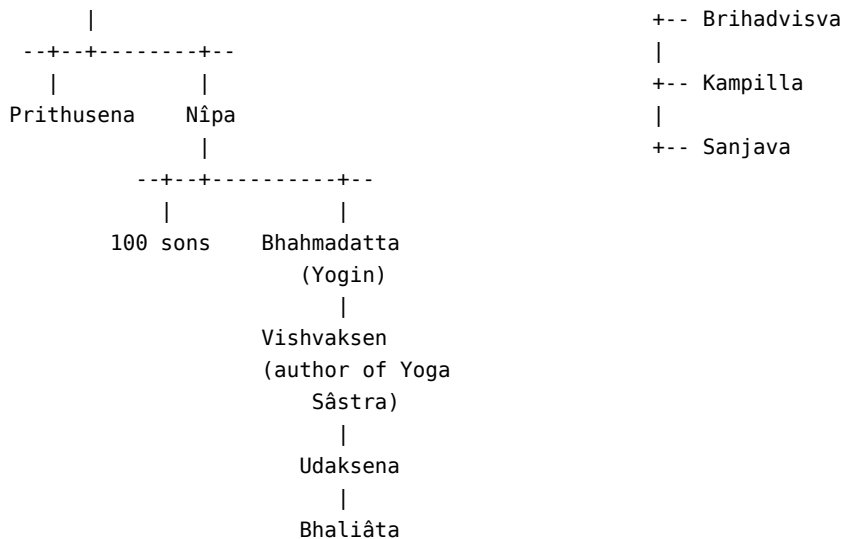 |                                            +-- Brihadvisva
 --+--+--------+--                                  |
   |           |                                    +-- Kampilla
Prithusena    Nîpa                                  |
               |                                    +-- Sanjava
          --+--+----------+--
            |             |
        100 sons    Bhahmadatta
                       (Yogin)
                          |
                    Vishvaksen
                    (author of Yoga
                        Sâstra)
                          |
                       Udaksena
                          |
                       Bhaliâta